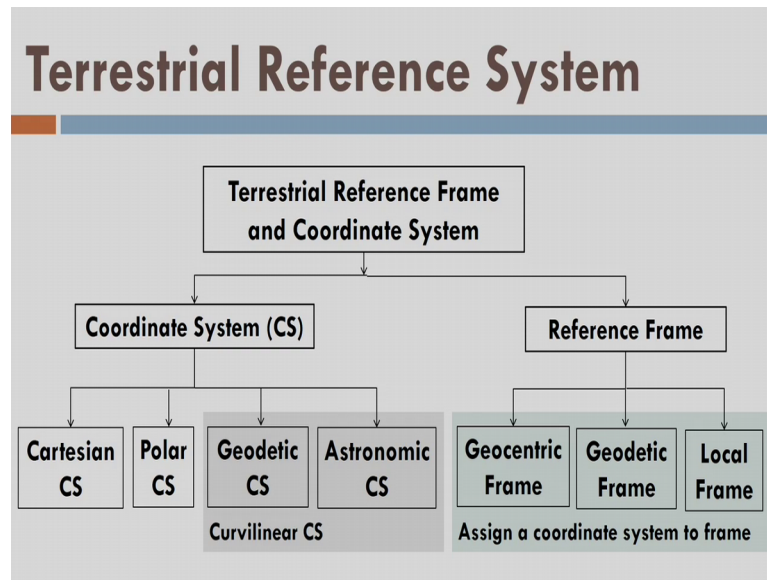 Terrestrial Reference System
Terrestrial Reference Frame
and Coordinate System
Coordinate System (CS)
Reference Frame
Cartesian
CS
Polar
CS
Geodetic
CS
Astronomic
CS
Curvilinear CS
Geocentric
Frame
Geodetic
Frame
Local
Frame
Assign a coordinate system to frame